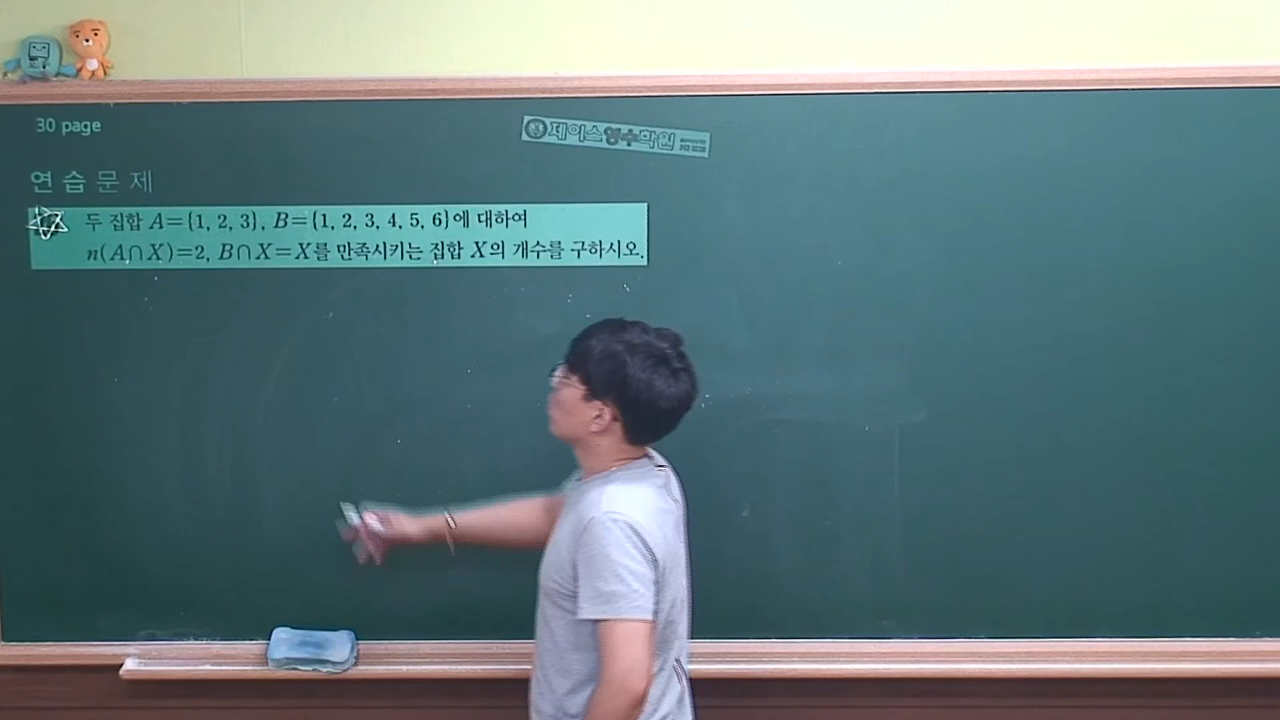 30 page
제이스영수학원
연 습 문 제
두 집합 A={1, 2, 3}, B={1, 2, 3, 4, 5, 6}에 대하여
n(A∩X)=2, B∩X=X를 만족시키는 집합 X의 개수를 구하시오.